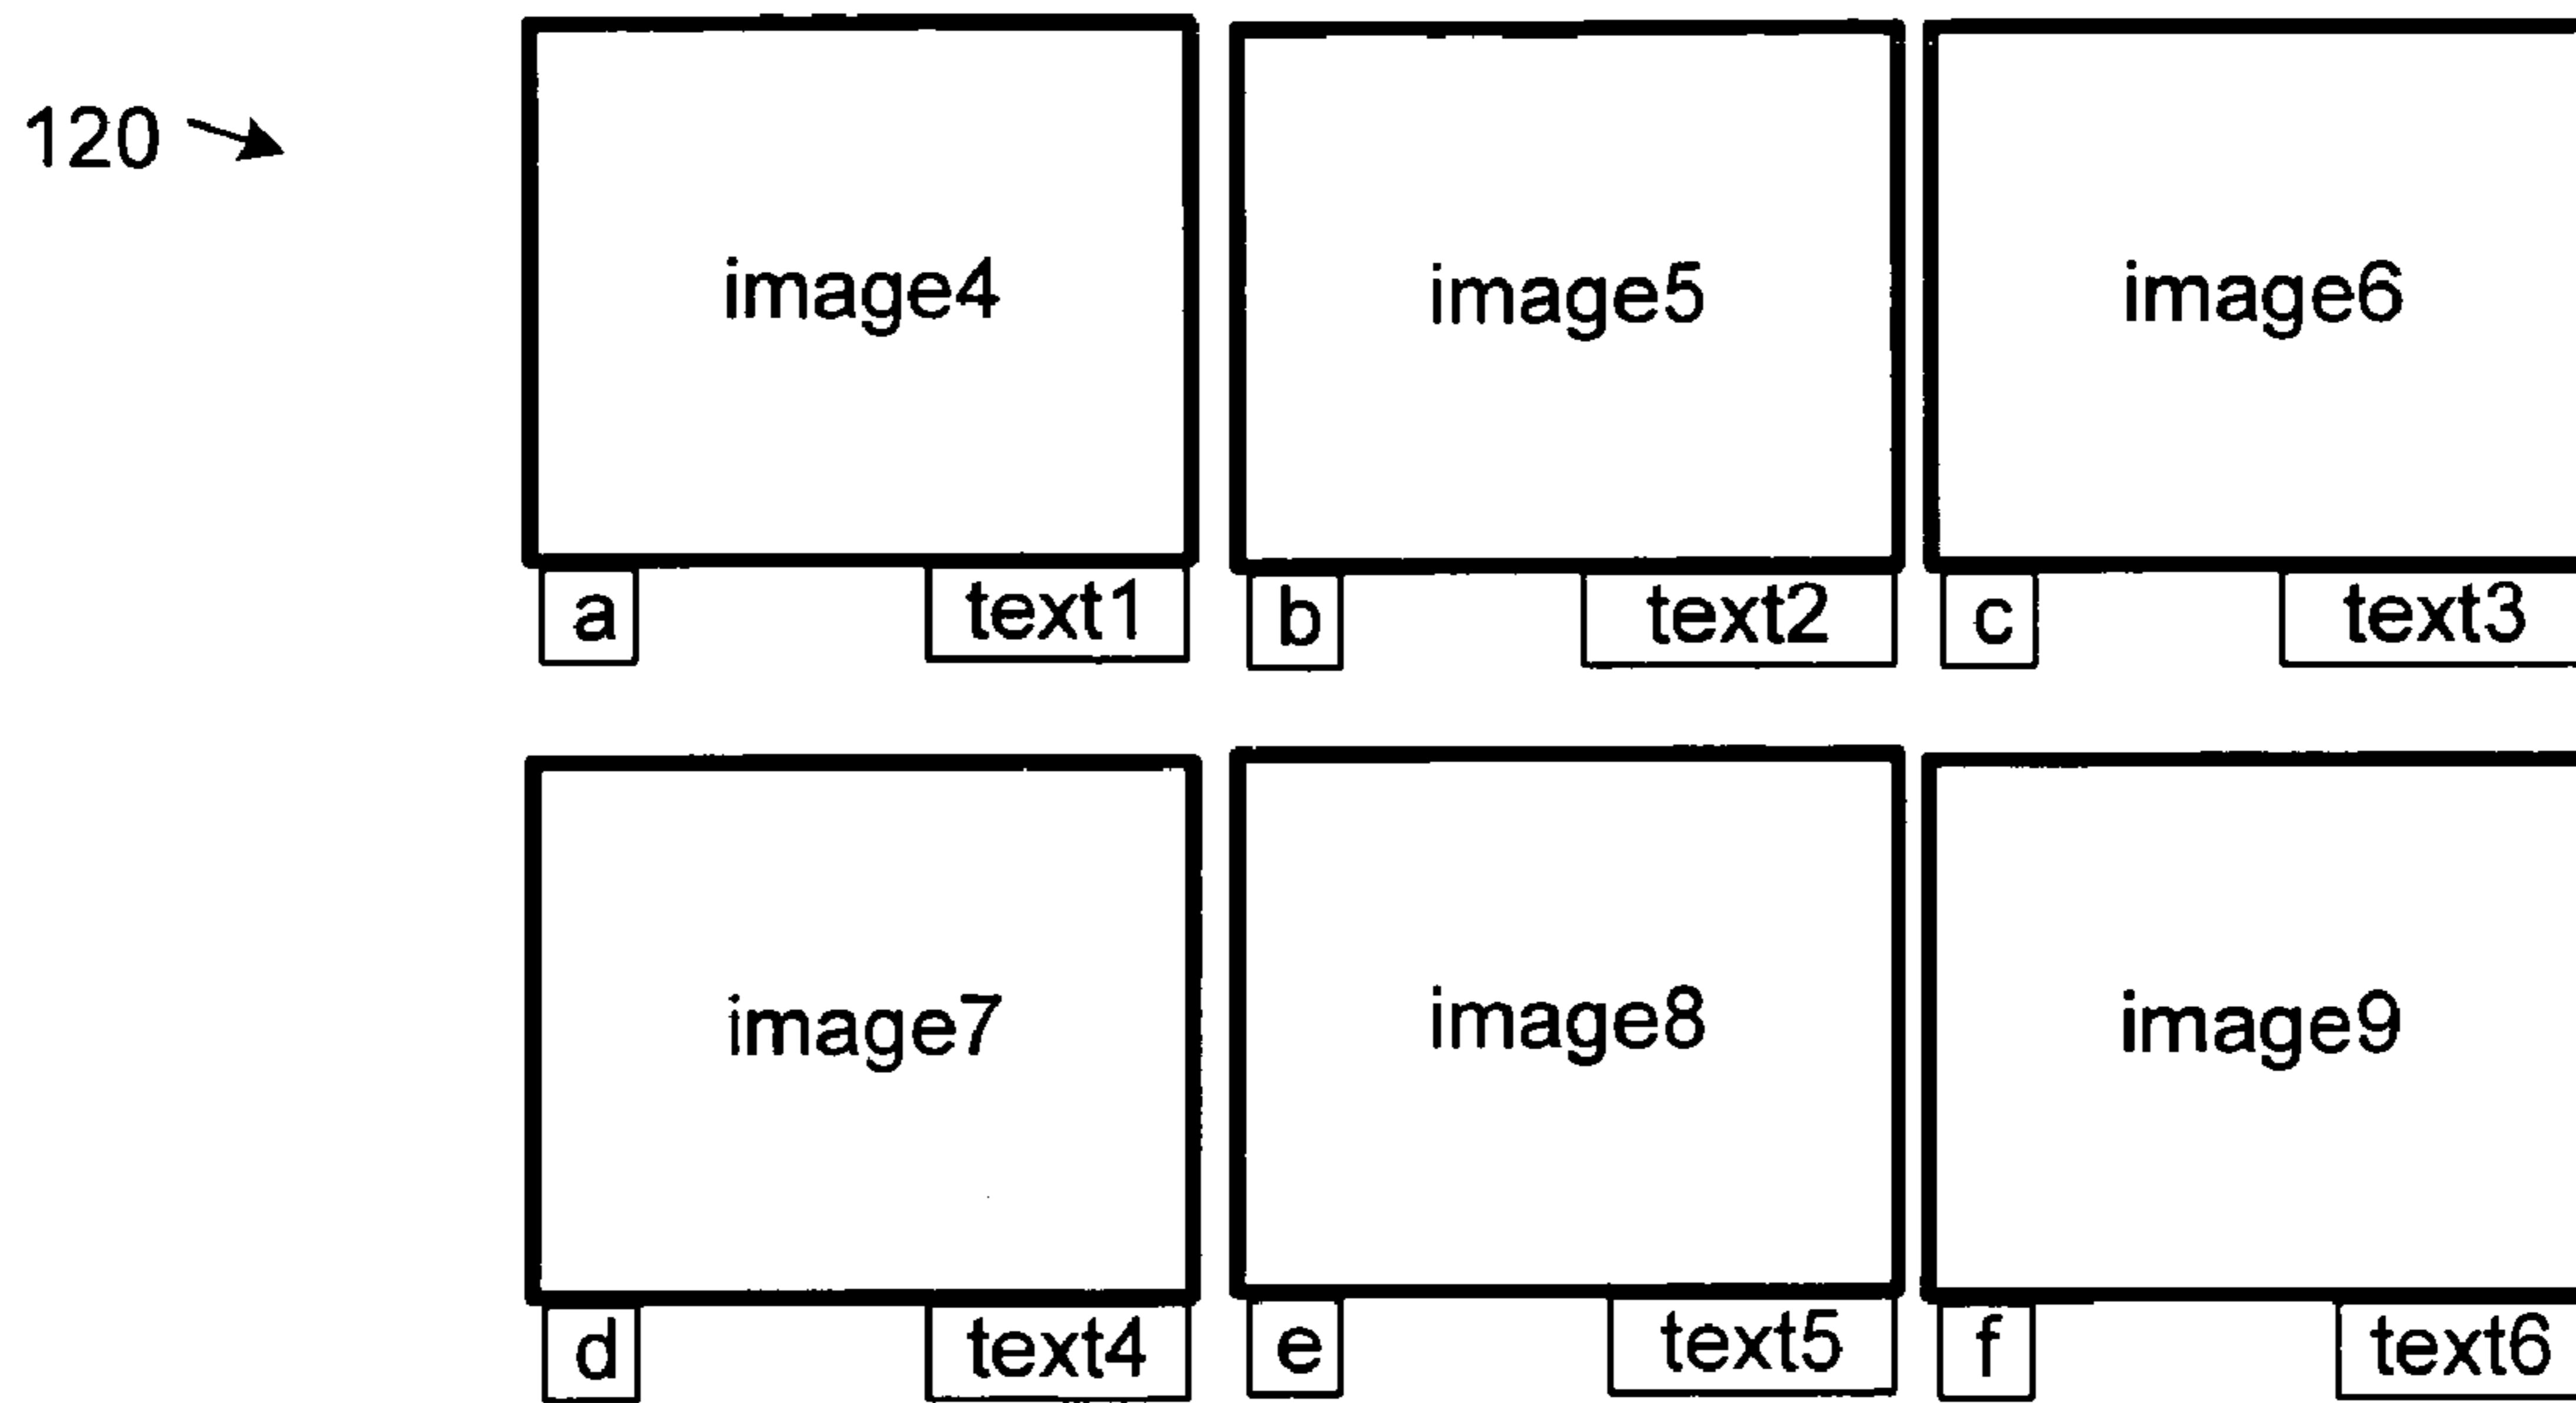 120
image4 image5 image6
a text1 b text2 c text3
image7 image8 image9
d text4 e text5 f text6